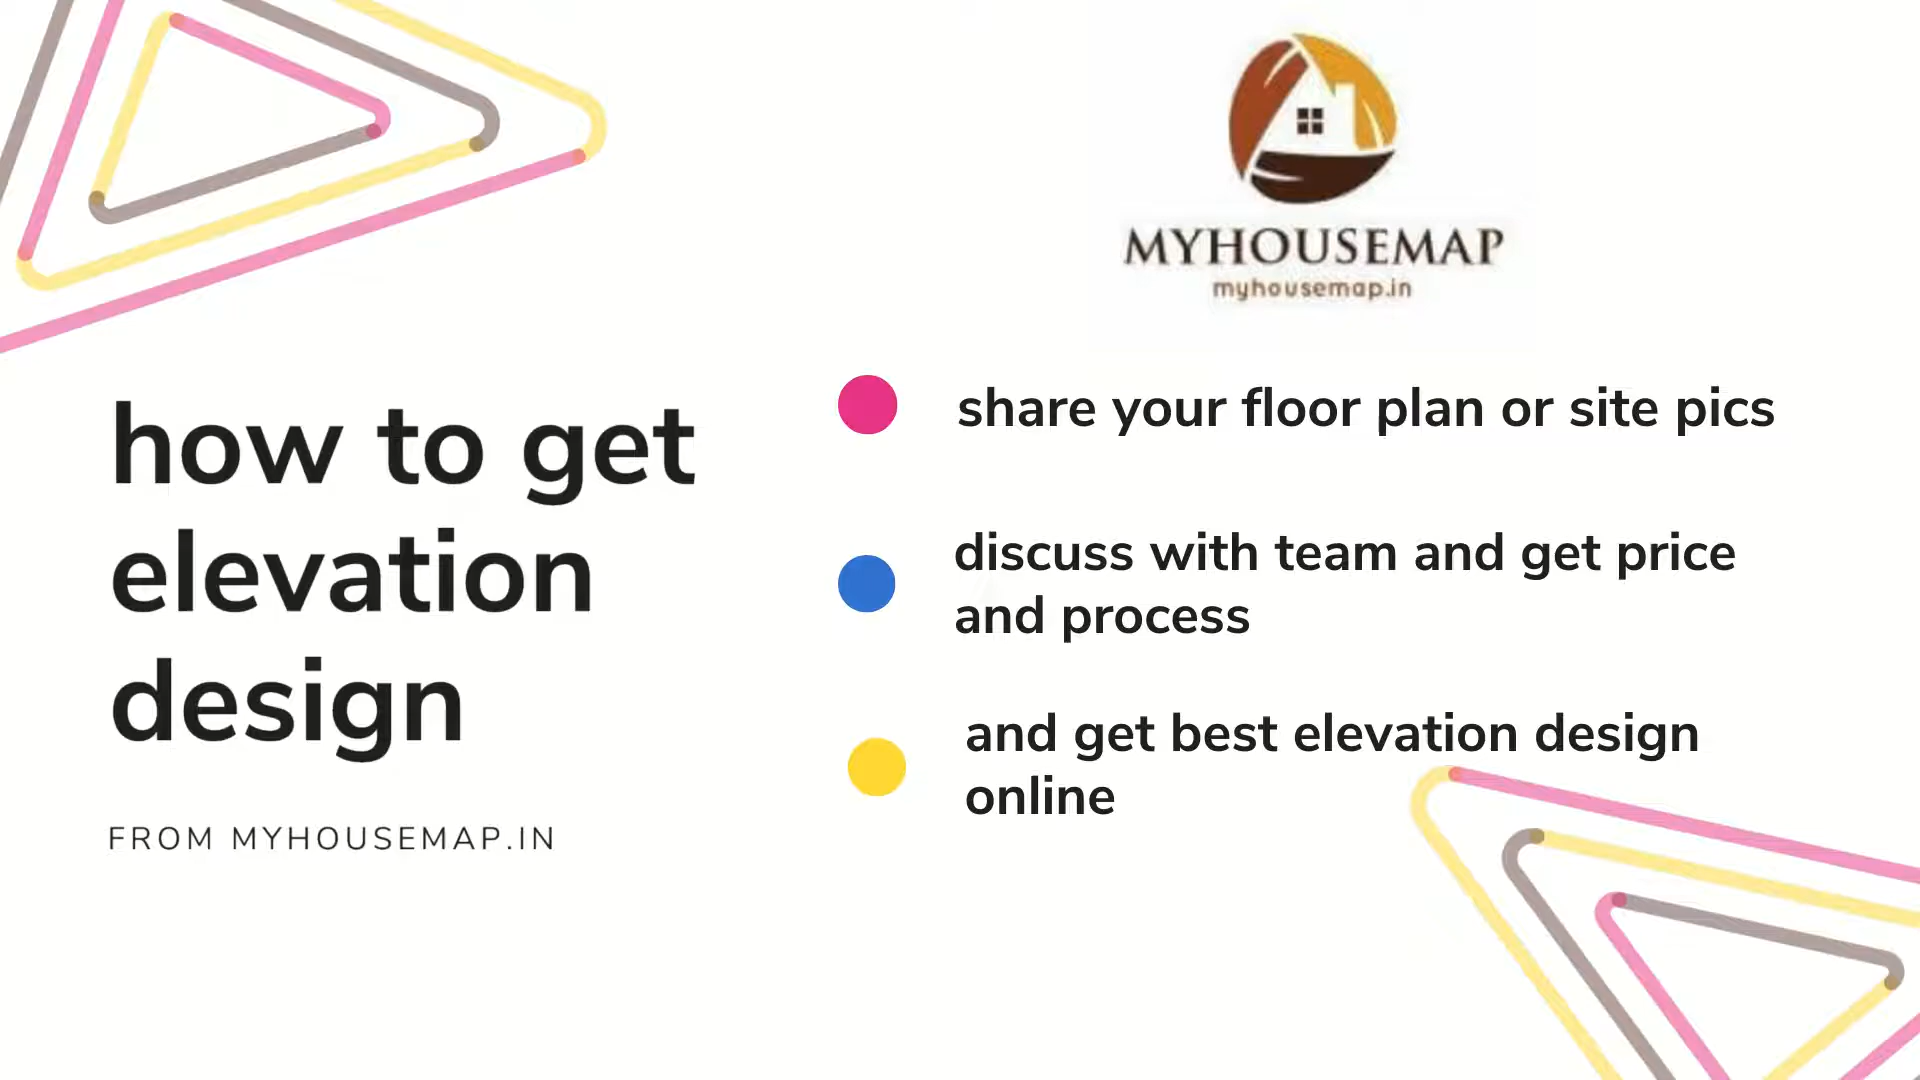 MYHOUSEMAP
myhousemap.in
how to get
elevation
design
FROM MYHOUSEMAP.IN
share your floor plan or site pics
discuss with team and get price
and process
and get best elevation design
online